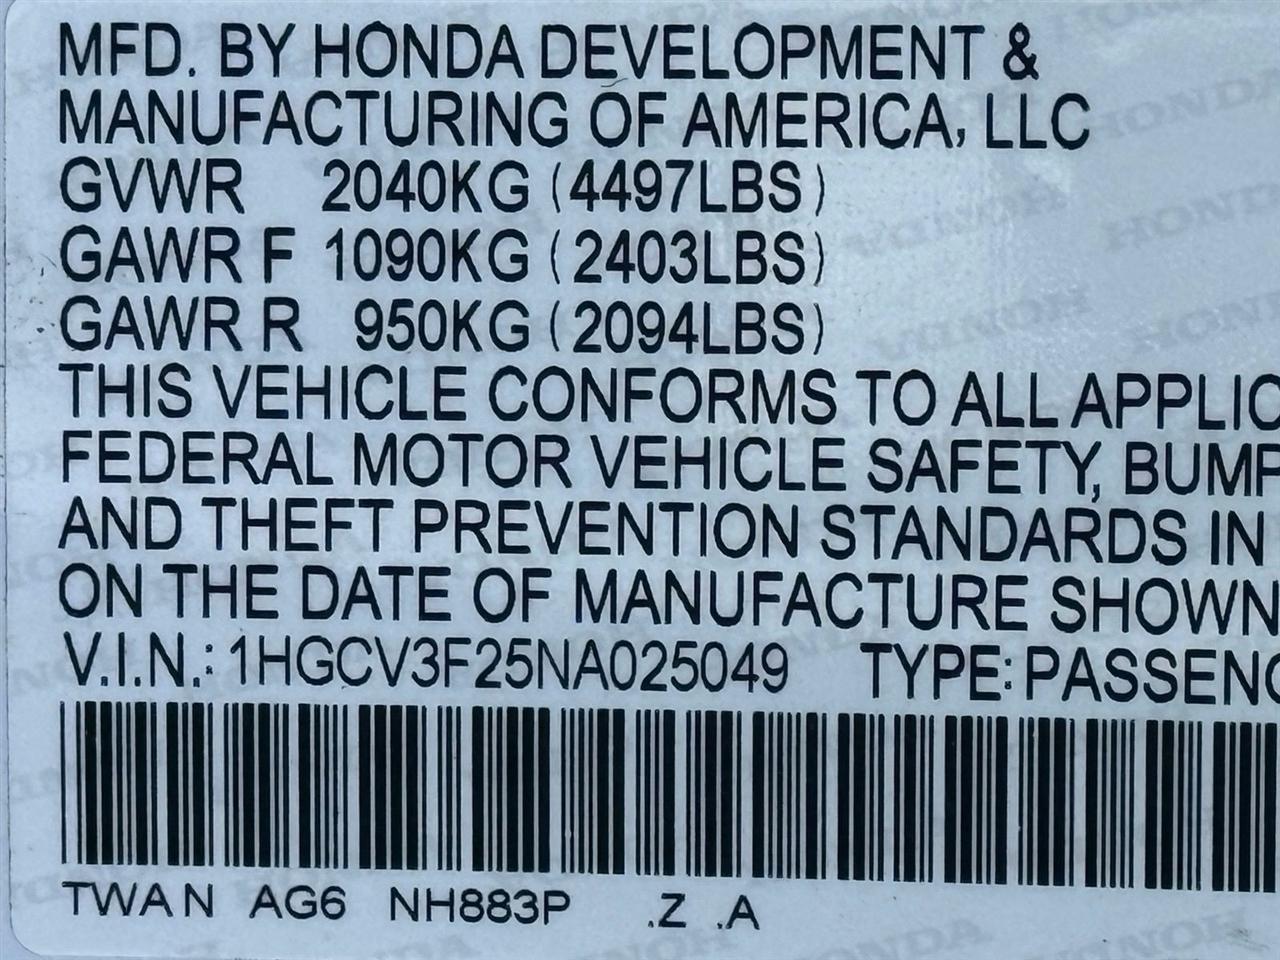 MFD. BY HONDA DEVELOPMENT &
MANUFACTURING OF AMERICA, LLC
GVWR 2040KG (4497LBS)
GAWR F 1090KG (2403LBS)
GAWR R 950KG (2094LBS)
THIS VEHICLE CONFORMS TO ALL APPLIC
FEDERAL MOTOR VEHICLE SAFETY, BUMP
AND THEFT PREVENTION STANDARDS IN
ON THE DATE OF MANUFACTURE SHOWN
V.I.N.: 1HGCV3F25NA025049 TYPE: PASSENG
TWAN AG6 NH883P .Z .A